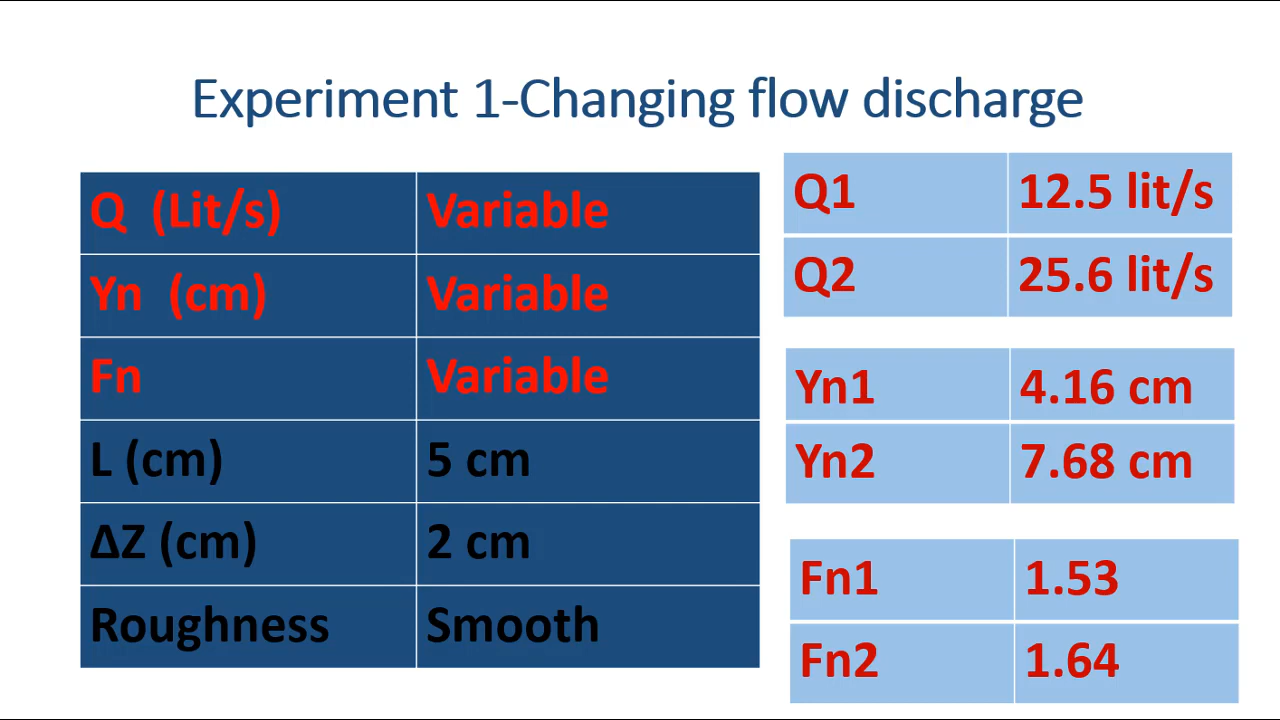 Experiment 1-Changing flow discharge
Q (Lit/s) Variable
Yn (cm) Variable
Fn Variable
L (cm) 5 cm
ΔZ (cm) 2 cm
Roughness Smooth
Q1 12.5 lit/s
Q2 25.6 lit/s
Yn1 4.16 cm
Yn2 7.68 cm
Fn1 1.53
Fn2 1.64